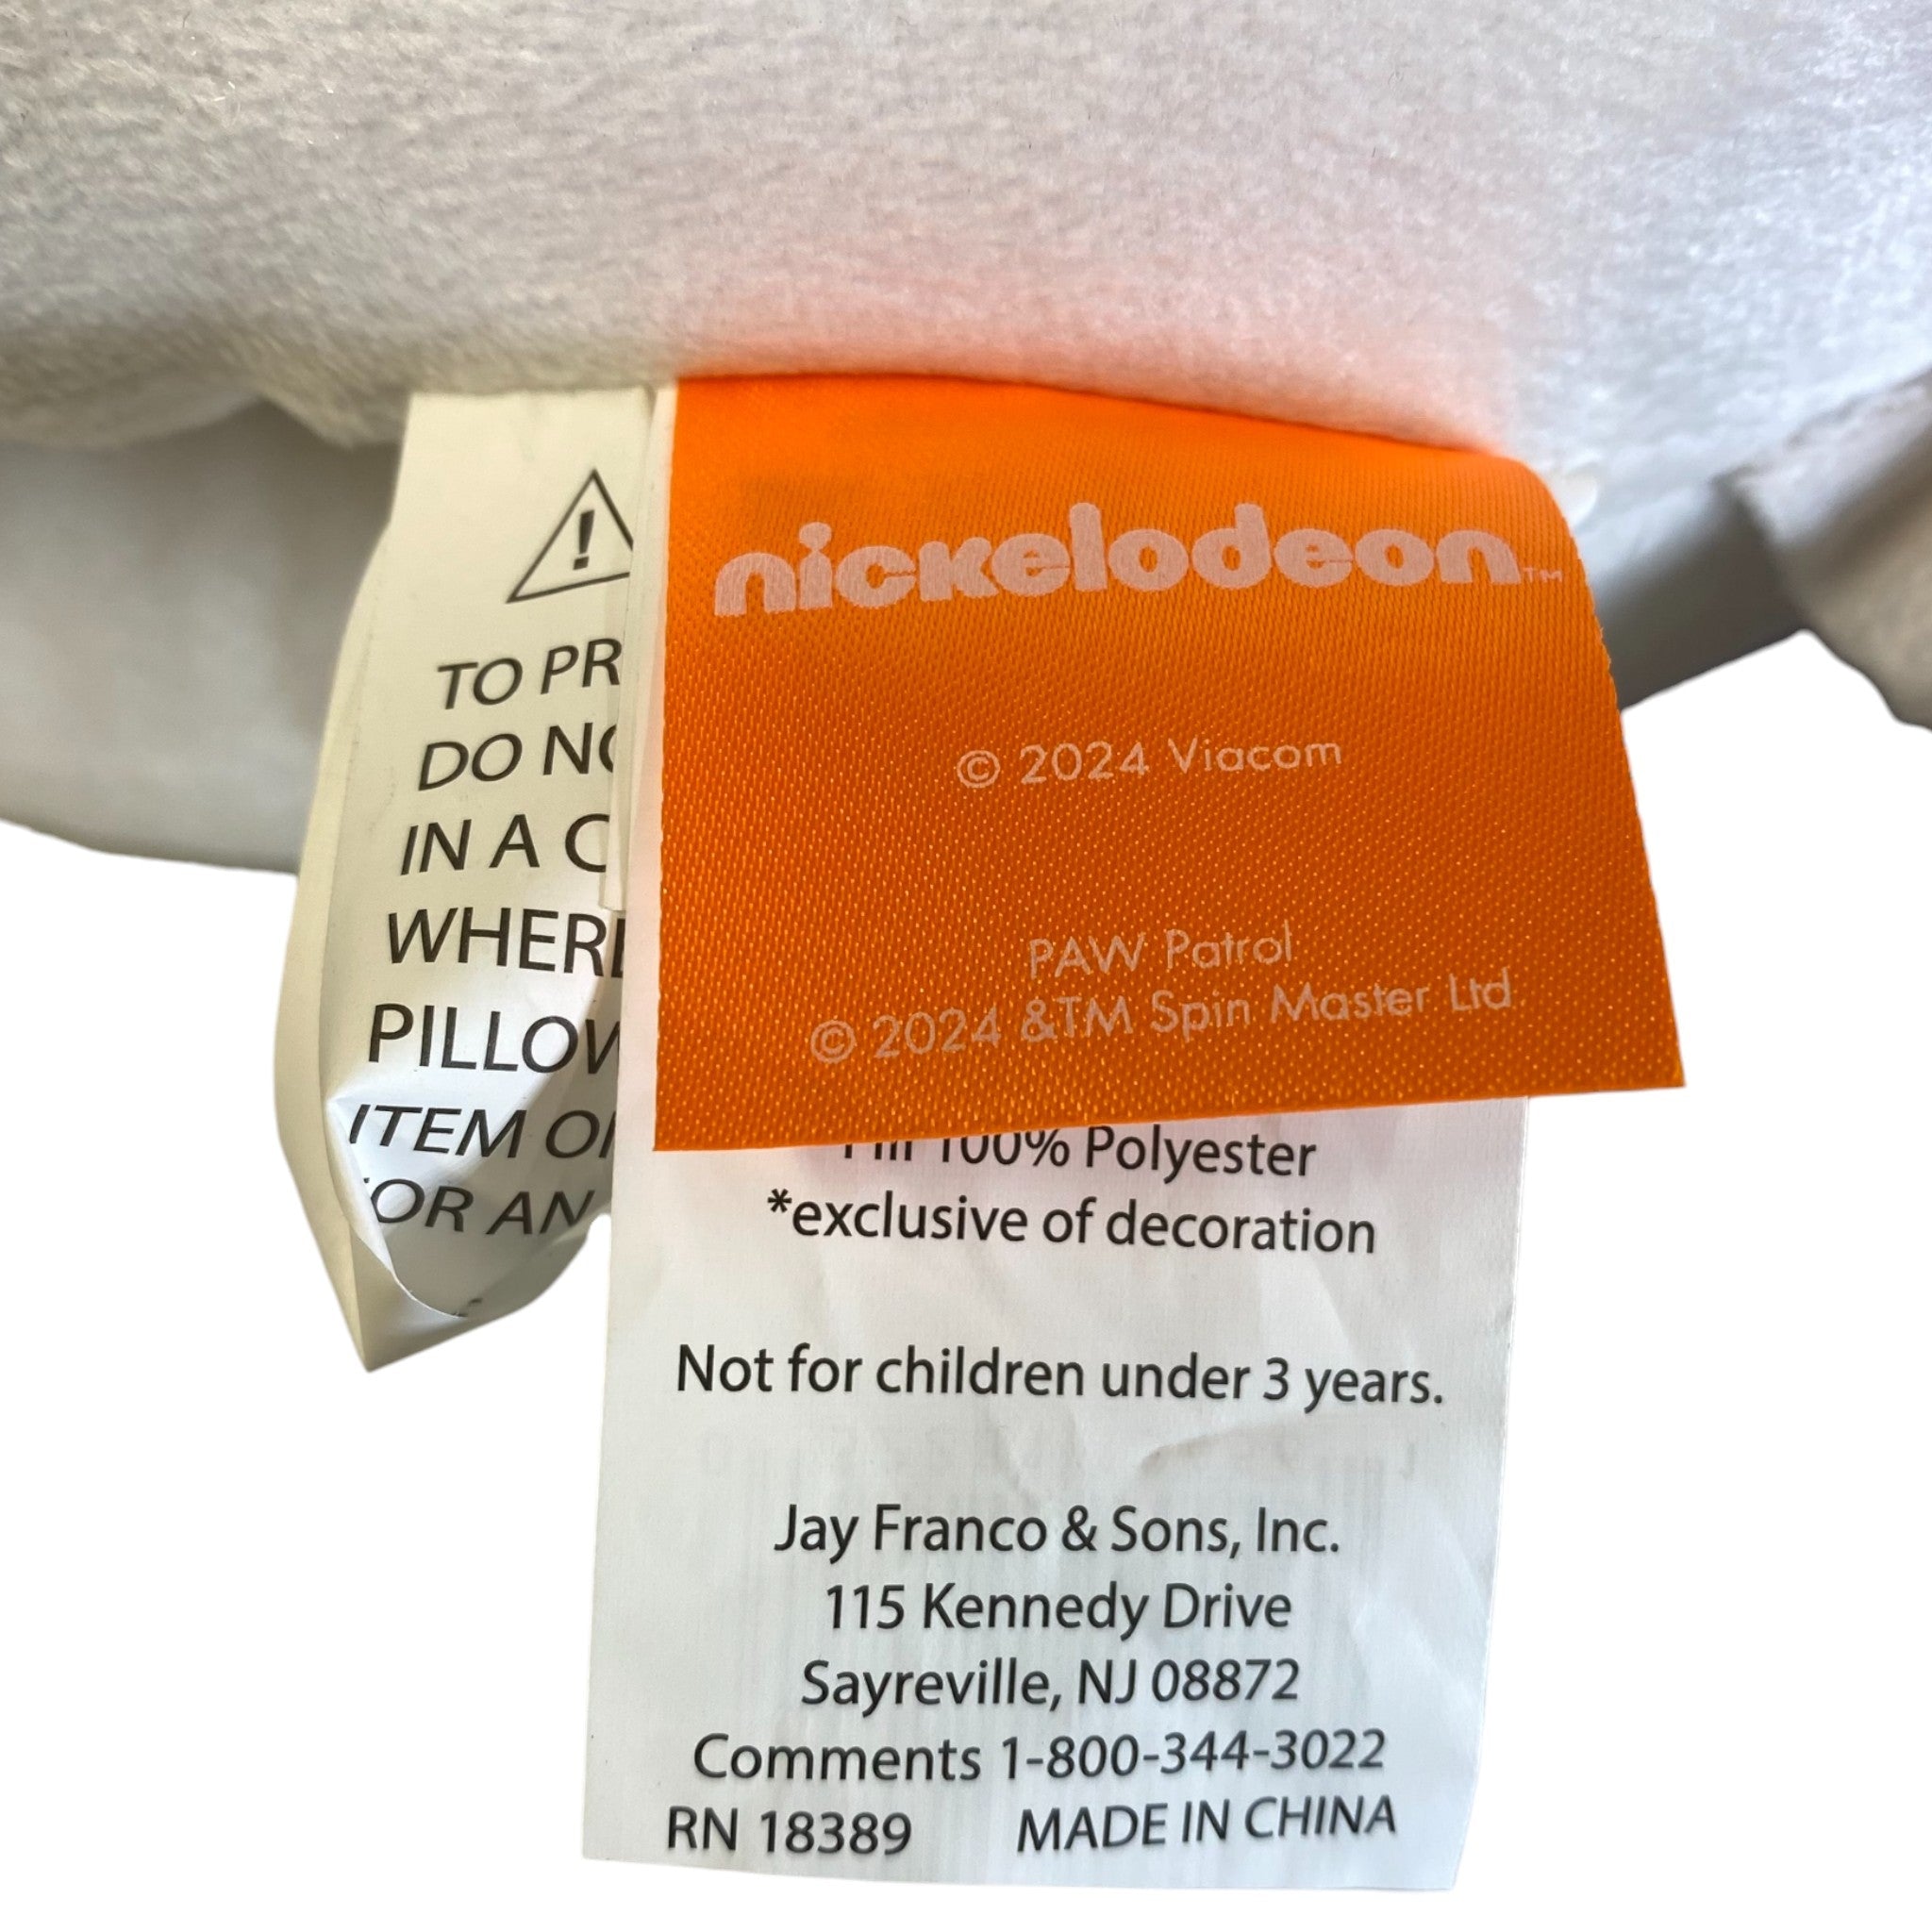 !
TO PR
DO NO
IN A C
WHERE
PILLOW
ITEM O
OR AN
nickelodeon™
© 2024 Viacom
PAW Patrol
© 2024 &TM Spin Master Ltd
Fill 100% Polyester
*exclusive of decoration
Not for children under 3 years.
Jay Franco & Sons, Inc.
115 Kennedy Drive
Sayreville, NJ 08872
Comments 1-800-344-3022
RN 18389 MADE IN CHINA